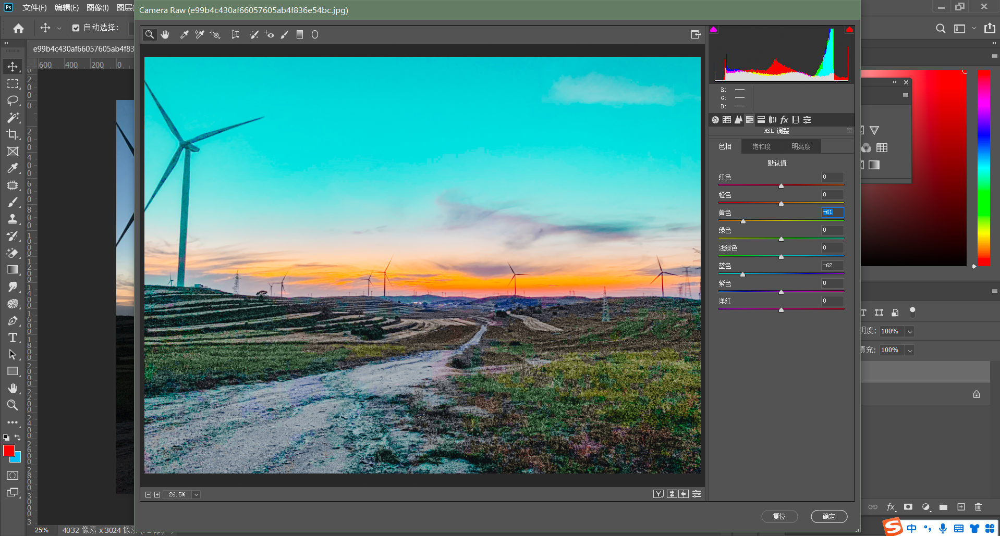 Ps 文件(F) 编辑(E) 图像(I) 图层(
Camera Raw (e99b4c430af66057605ab4f836e54bc.jpg)
自动选择：
e99b4c430af66057605ab4f83
600 400 200 0
R:
G:
B:
HSL 调整
色相 饱和度 明亮度
默认值
红色 0
橙色 0
黄色 -61
绿色 0
浅绿色 0
蓝色 -62
紫色 0
洋红 0
明度: 100%
填充: 100%
26.5%
Y
复位 确定
25% 4032 像素 x 3024 像素
S 中